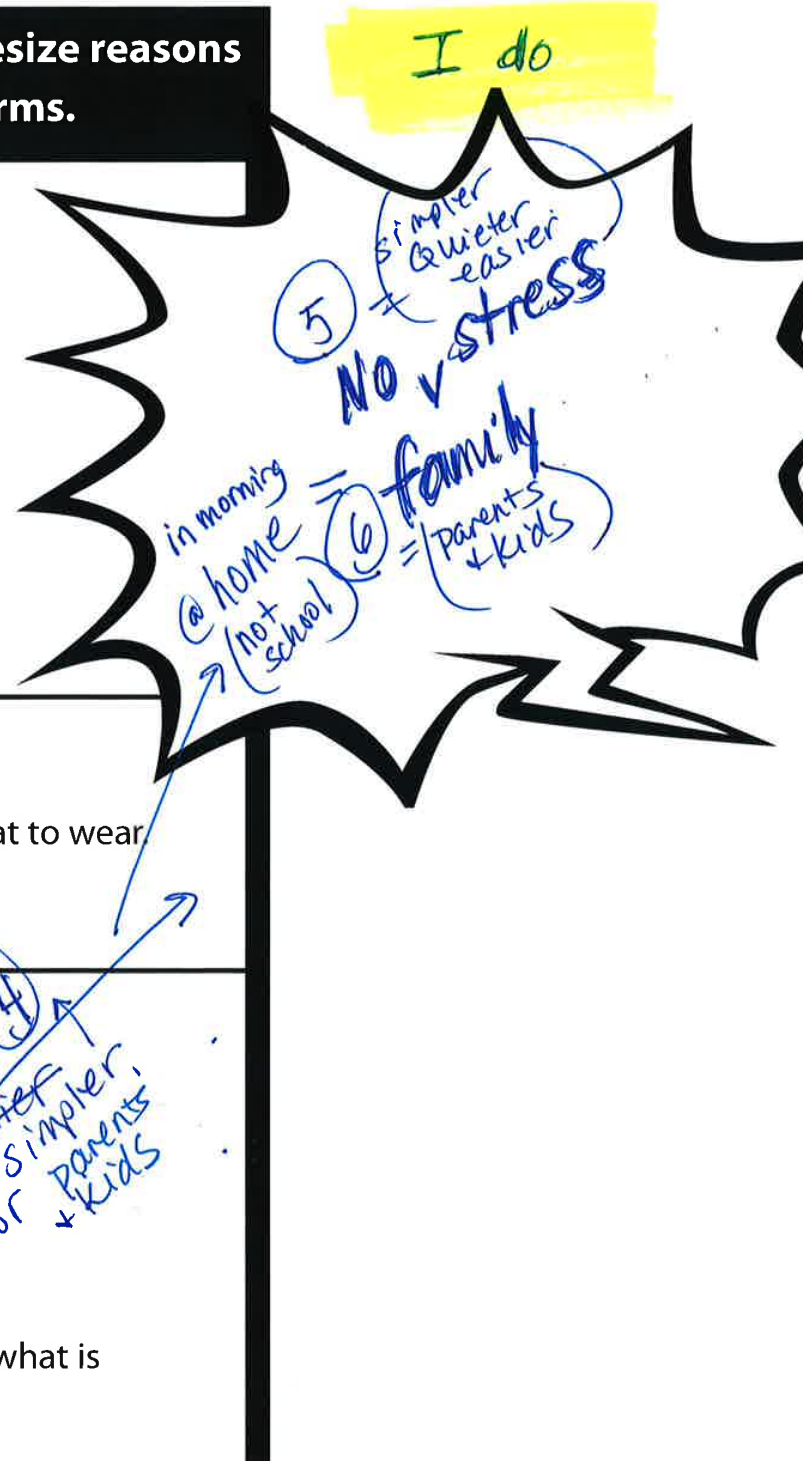 esize reasons
rms.
I do
simpler
Quieter
easier
5 =
No stress
in morning = family
@ home 6 = parents
+ kids
(not
school)
at to wear.
4
simpler,
or parents
+ kids
what is